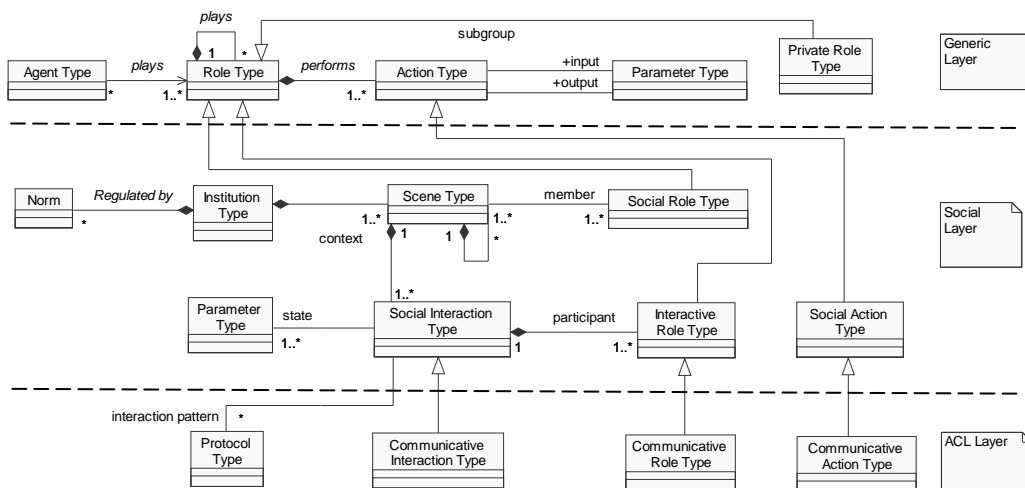 plays
1
*
subgroup
Private Role
Type
Generic
Layer
Agent Type
plays
*
1..*
Role Type
performs
1..*
Action Type
+input
+output
Parameter Type
Norm
Regulated by
*
Institution
Type
Scene Type
1..*
1
1
*
1..*
context
member
1..*
Social Role Type
Social
Layer
Parameter
Type
state
1..*
1..*
Social Interaction
Type
1
participant
1..*
Interactive
Role Type
Social Action
Type
interaction pattern
*
Protocol
Type
Communicative
Interaction Type
Communicative
Role Type
Communicative
Action Type
ACL Layer